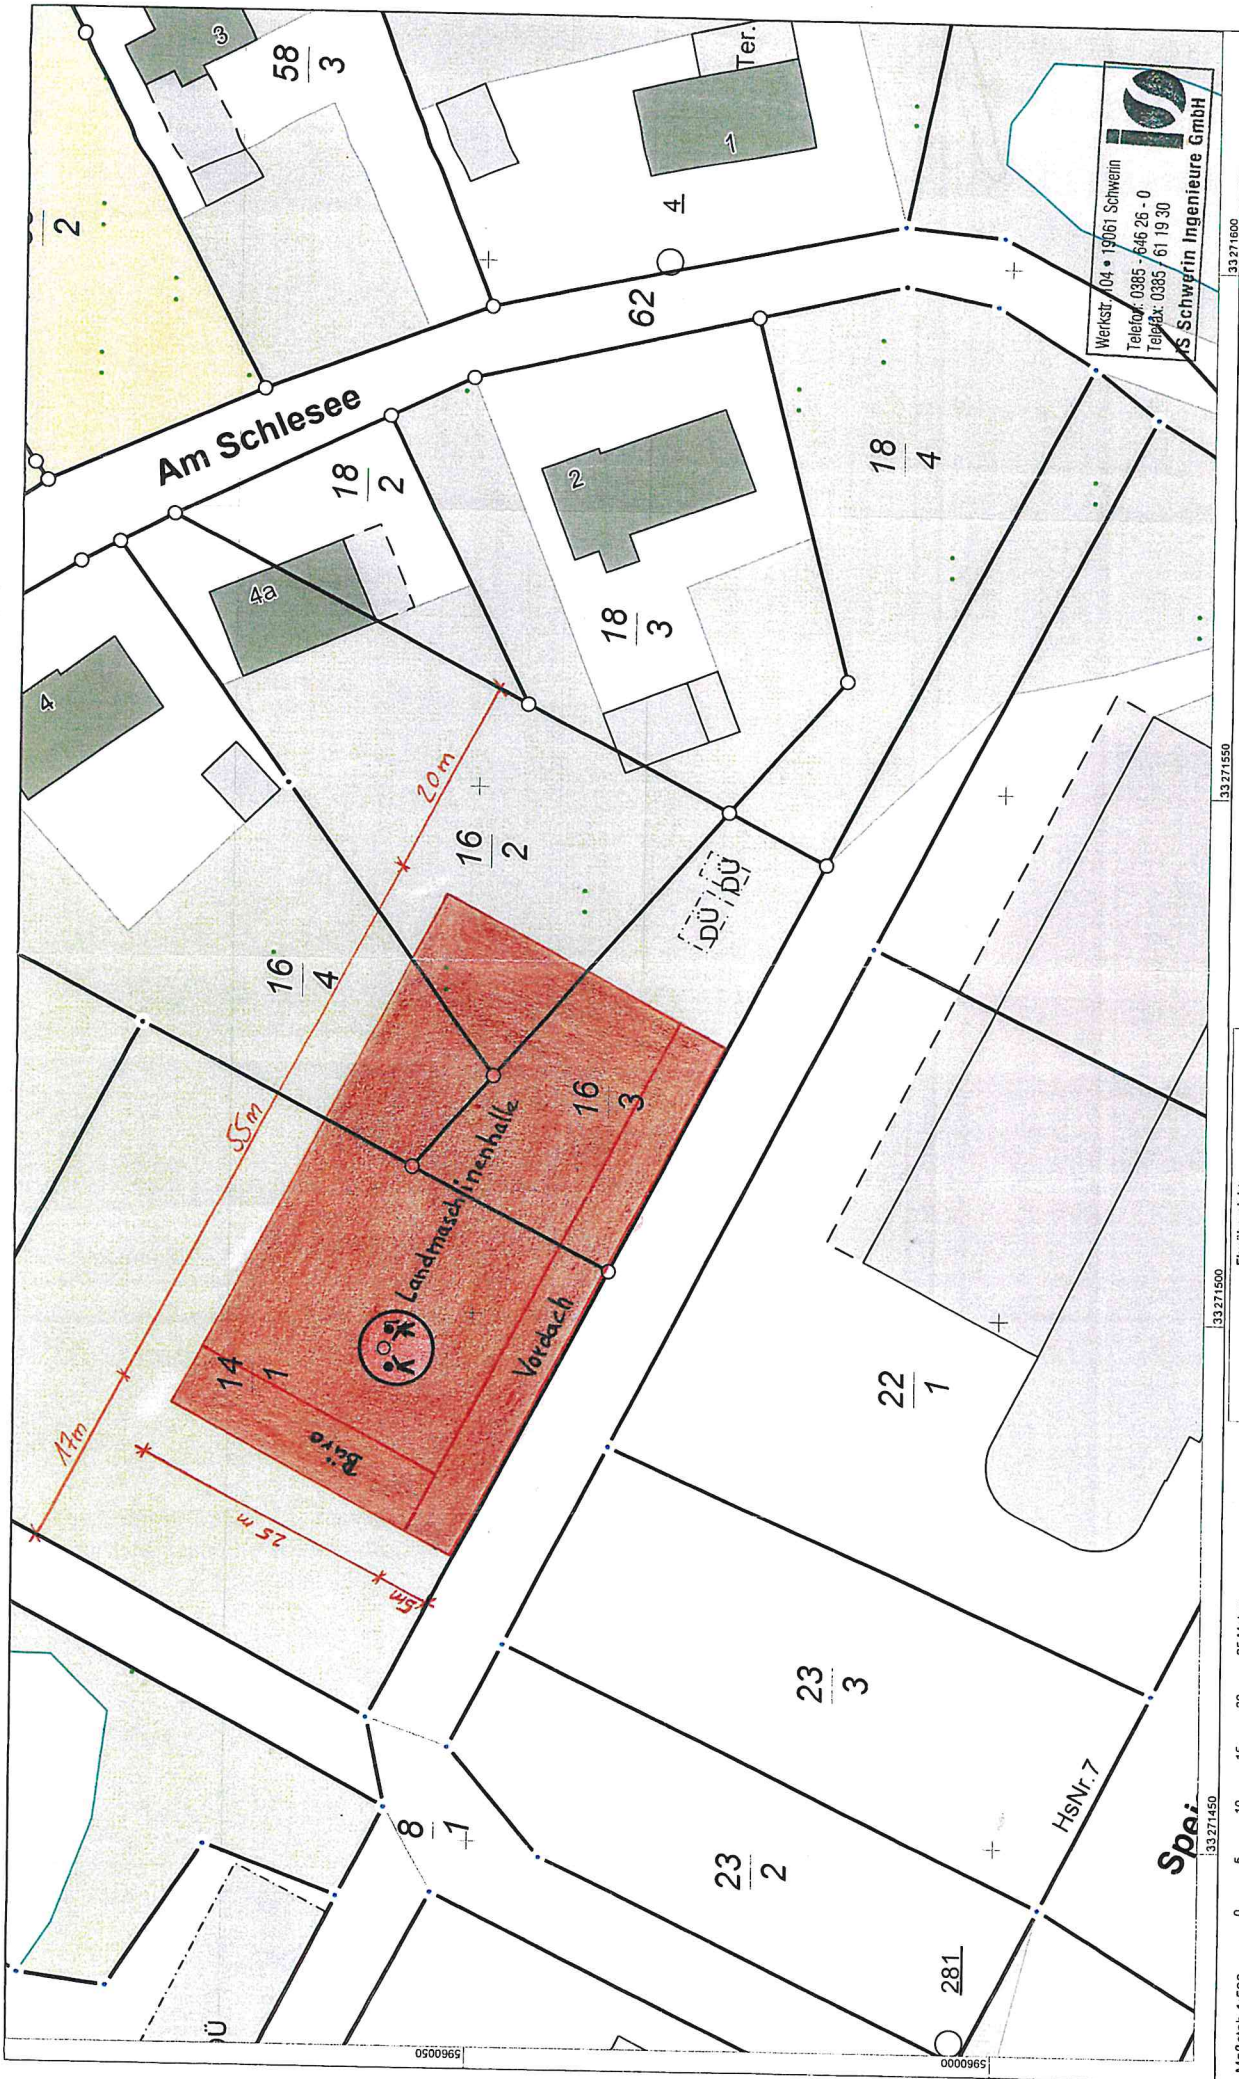 3
58
3
2
Ter.
1
4
62
Am Schlesee
18
2
4a
4
2
18
3
18
4
20 m
16
2
16
4
DÜ
DÜ
55m
16
3
Landmaschinenhalle
Vordach
14
1
Büro
17m
25 m
5m
22
1
23
3
23
2
8
1
HsNr. 7
281
Werkstr. 104 • 19061 Schwerin
Telefon: 0385 - 646 26 - 0
Telefax: 0385 - 61 19 30
IS Schwerin Ingenieure GmbH
33271600
33271550
33271500
33271450
5960050
5960000